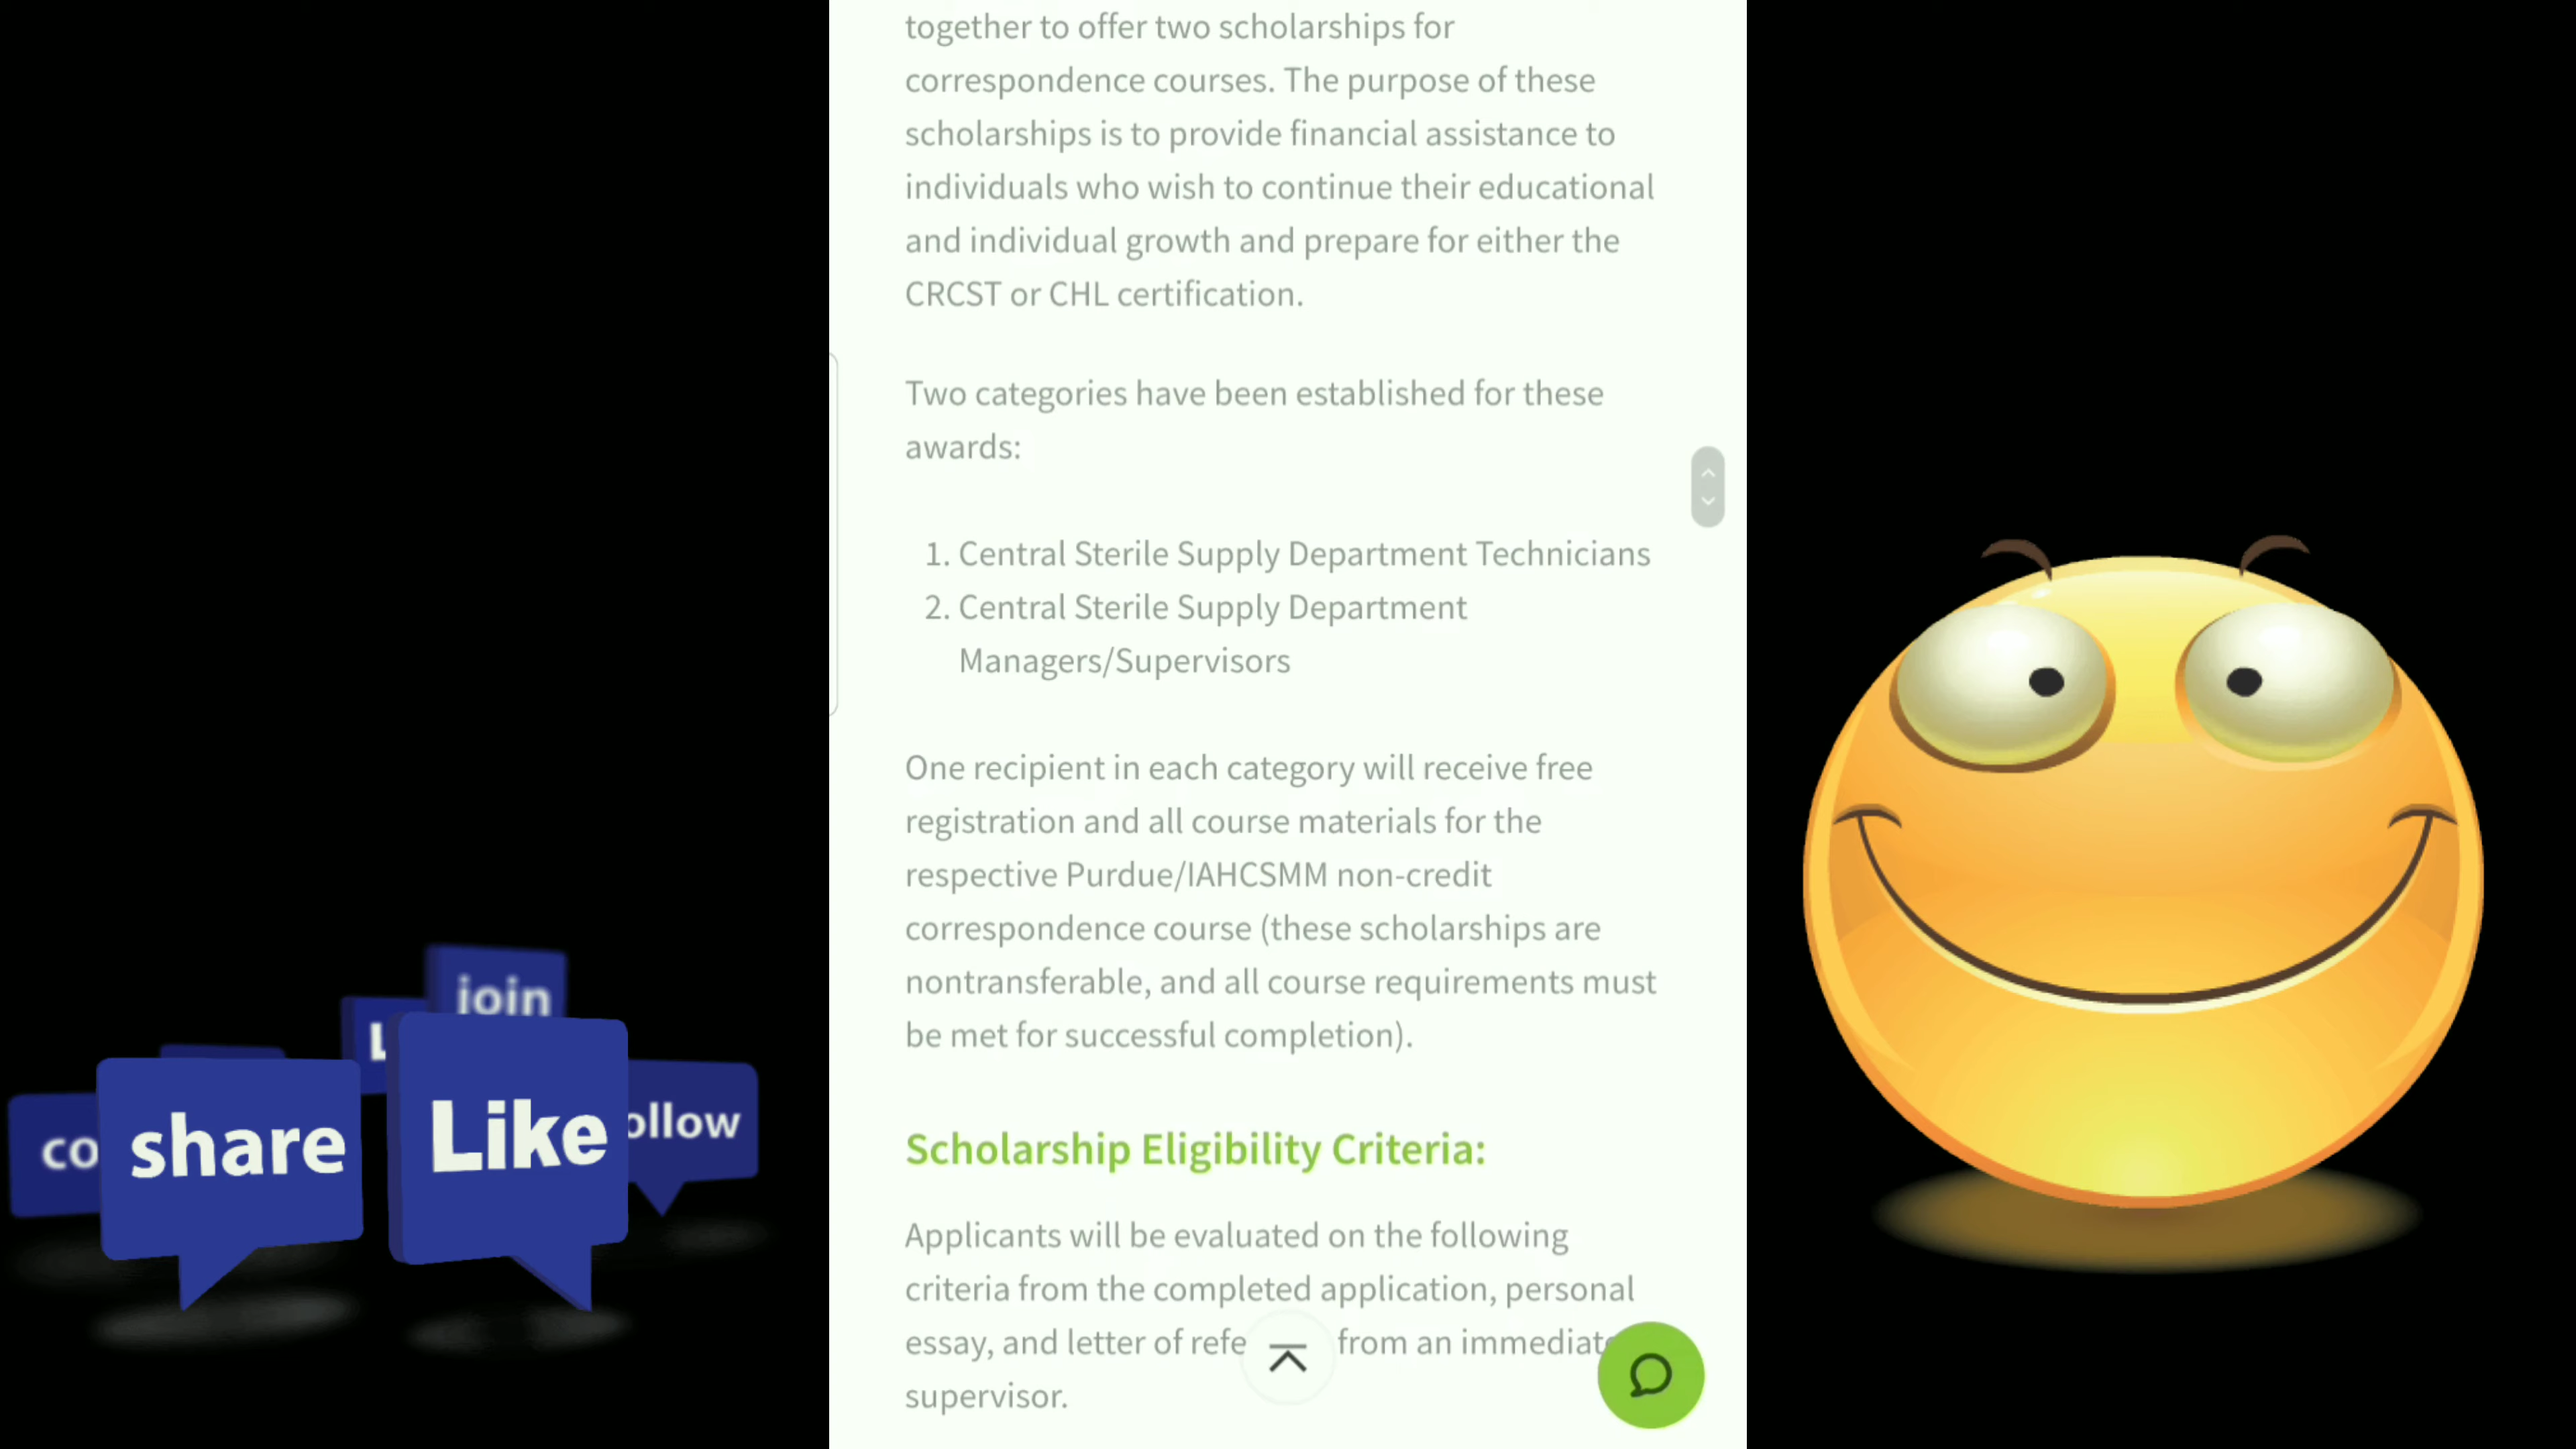 together to offer two scholarships for
correspondence courses. The purpose of these
scholarships is to provide financial assistance to
individuals who wish to continue their educational
and individual growth and prepare for either the
CRCST or CHL certification.
Two categories have been established for these
awards:
1. Central Sterile Supply Department Technicians
2. Central Sterile Supply Department
Managers/Supervisors
One recipient in each category will receive free
registration and all course materials for the
respective Purdue/IAHCSMM non-credit
correspondence course (these scholarships are
nontransferable, and all course requirements must
be met for successful completion).
Scholarship Eligibility Criteria:
Applicants will be evaluated on the following
criteria from the completed application, personal
essay, and letter of refe from an immediate
supervisor.
join
L
co
share
Like
ollow